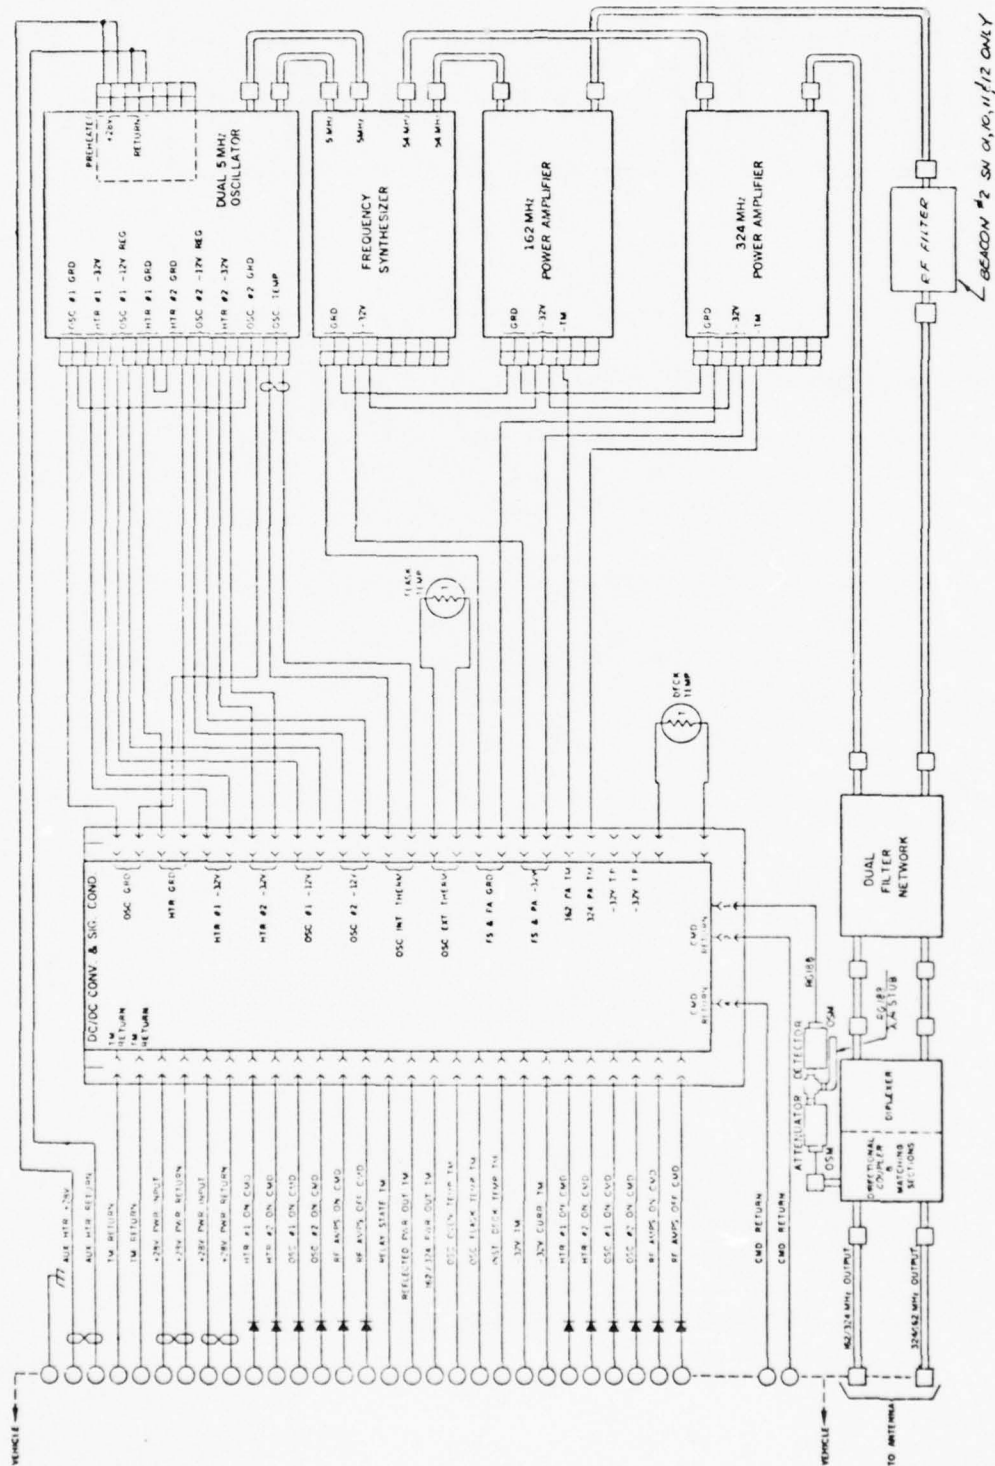 PREHEATER
+28V
RETURN
DUAL 5 MHz
OSCILLATOR
OSC #1 GRD
HTR #1 -32V
OSC #1 -12V REG
HTR #1 GRD
HTR #2 GRD
OSC #2 -12V REG
HTR #2 -32V
OSC #2 GRD
OSC TEMP
5 MHz
5MHz
54 MHz
54 MHz
FREQUENCY
SYNTHESIZER
GRD
-32V
162 MHz
POWER AMPLIFIER
GRD
-32V
-TM
324 MHz
POWER AMPLIFIER
GRD
-32V
-TM
RF FILTER
FLASK
TEMP
DECK
TEMP
DC/DC CONV. & SIG. COND
TM
RETURN
TM
RETURN
OSC GRD
HTR GRD
HTR #1 -32V
HTR #2 -32V
OSC #1 -12V
OSC #2 -12V
OSC INT THERM
OSC EXT THERM
FS & PA GRD
FS & PA -32V
162 PA TM
324 PA TM
-32V T.P.
-32V T.P.
CMD
RETURN
CMD
RETURN
DUAL
FILTER
NETWORK
RG188
RG188
λ/4 STUB
OSM
DETECTOR
ATTENUATOR
OSM
DIPLEXER
DIRECTIONAL
COUPLER
&
MATCHING
SECTIONS
AUX HTR +28V
AUX HTR RETURN
TM RETURN
TM RETURN
+28V PWR INPUT
+28V PWR RETURN
+28V PWR INPUT
+28V PWR RETURN
HTR #1 ON CMD
HTR #2 ON CMD
OSC #1 ON CMD
OSC #2 ON CMD
RF AMPS ON CMD
RF AMPS OFF CMD
RELAY STATE TM
REFLECTED PWR OUT TM
162/324 PWR OUT TM
OSC OVEN TEMP TM
OSC FLASK TEMP TM
INST DECK TEMP TM
-32V TM
-32V CURR TM
HTR #1 ON CMD
HTR #2 ON CMD
OSC #1 ON CMD
OSC #2 ON CMD
RF AMPS ON CMD
RF AMPS OFF CMD
CMD RETURN
CMD RETURN
162/324 MHz OUTPUT
324/162 MHz OUTPUT
VEHICLE
VEHICLE
TO ANTENNA
BEACON #2 SN 10, 11 & 12 ONLY